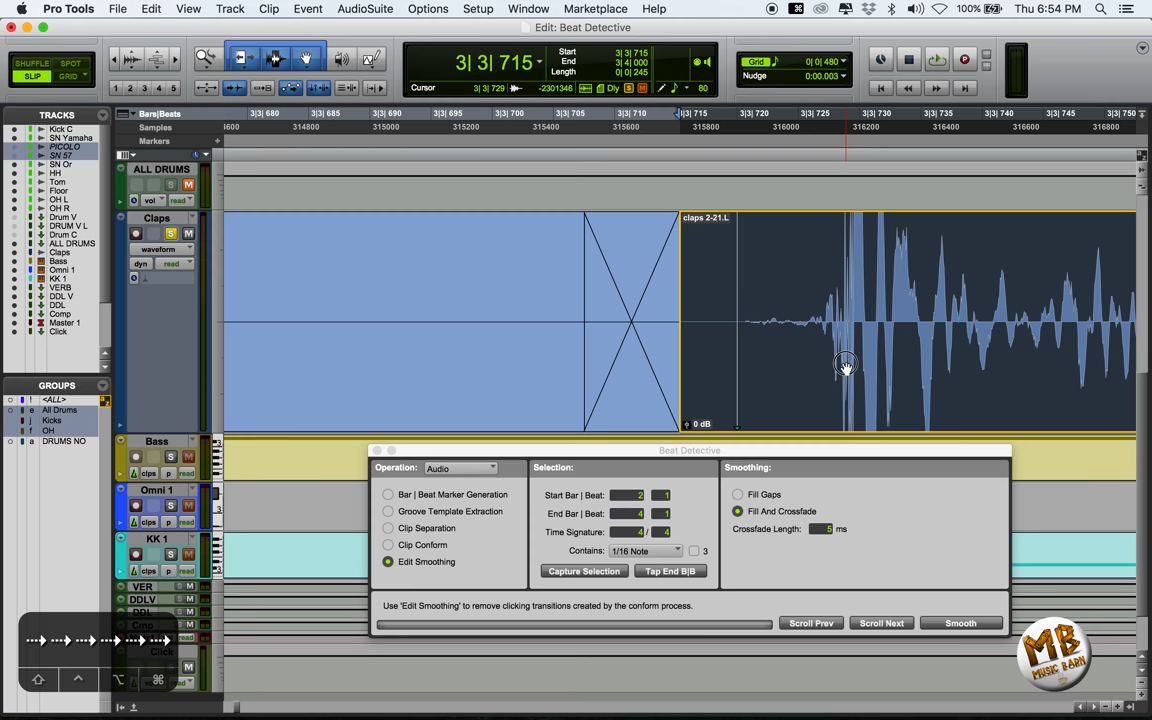 Pro Tools File Edit View Track Clip Event AudioSuite Options Setup Window Marketplace Help 100% Thu 6:54 PM
Edit: Beat Detective
SHUFFLE SPOT
SLIP GRID
1 2 3 4 5
3| 3| 715
Start 3| 3| 715
End 3| 4| 000
Length 0| 0| 245
Cursor 3| 3| 729 -2301346 Dly S M 80
Grid 0| 0| 480
Nudge 0:00.003
TRACKS
Kick C
SN Yamaha
PICOLO
SN 57
SN Or
HH
Tom
Floor
OH L
OH R
Drum V
DRUM V L
Drum C
ALL DRUMS
Claps
Bass
Omni 1
KK 1
VERB
DDL V
DDL
Comp
Master 1
Click
GROUPS
! <ALL>
e All Drums
j Kicks
f OH
a DRUMS NO
Bars|Beats 3|3| 680 3|3| 685 3|3| 690 3|3| 695 3|3| 700 3|3| 705 3|3| 710 3|3| 715 3|3| 720 3|3| 725 3|3| 730 3|3| 735 3|3| 740 3|3| 745 3|3| 750
Samples 314800 315000 315200 315400 315600 315800 316000 316200 316400 316600 316800
Markers
ALL DRUMS
S M
vol read
Claps
S M
waveform
dyn read
claps 2-21.L
0 dB
Bass
S M
clps p read
Omni 1
S M
clps p read
KK 1
S M
clps p read
VER S M
DDLV S M
DDL S M
Cmp S M
Click
Beat Detective
Operation: Audio
Bar | Beat Marker Generation
Groove Template Extraction
Clip Separation
Clip Conform
Edit Smoothing
Selection:
Start Bar | Beat: 2 1
End Bar | Beat: 4 1
Time Signature: 4 / 4
Contains: 1/16 Note 3
Capture Selection Tap End B|B
Smoothing:
Fill Gaps
Fill And Crossfade
Crossfade Length: 5 ms
Use 'Edit Smoothing' to remove clicking transitions created by the conform process.
Scroll Prev Scroll Next Smooth
MB
MUSIC BARN